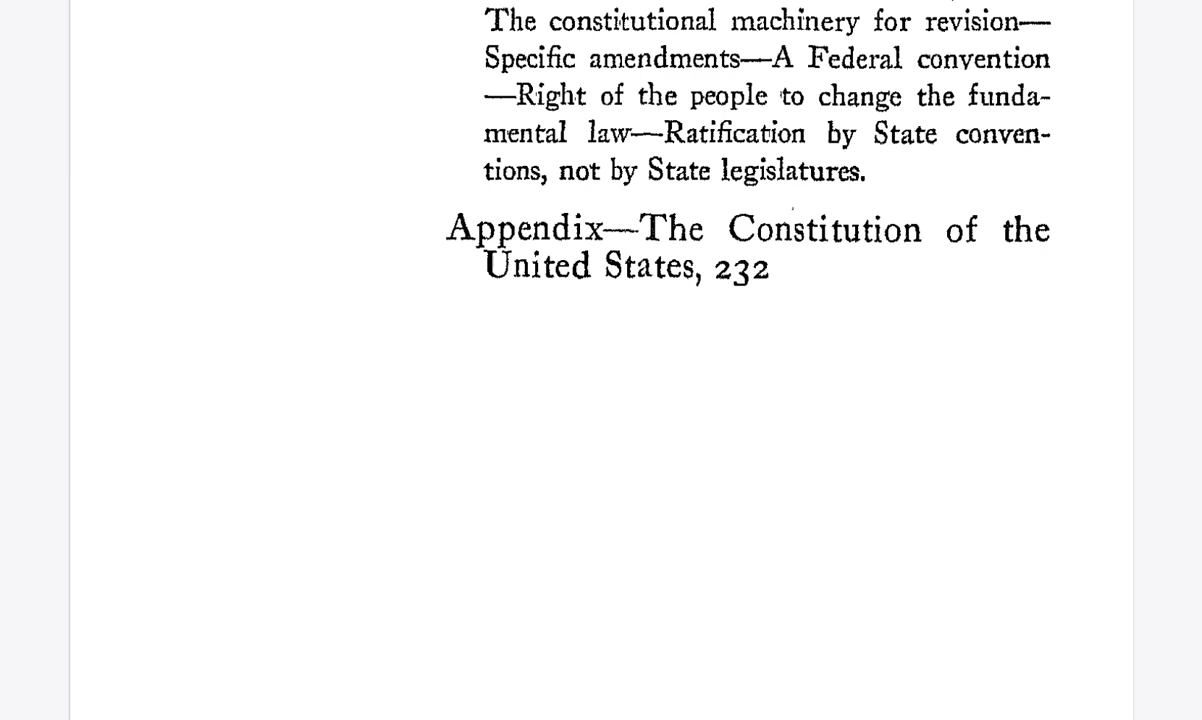 The constitutional machinery for revision—
Specific amendments—A Federal convention
—Right of the people to change the funda-
mental law—Ratification by State conven-
tions, not by State legislatures.
Appendix—The Constitution of the
United States, 232